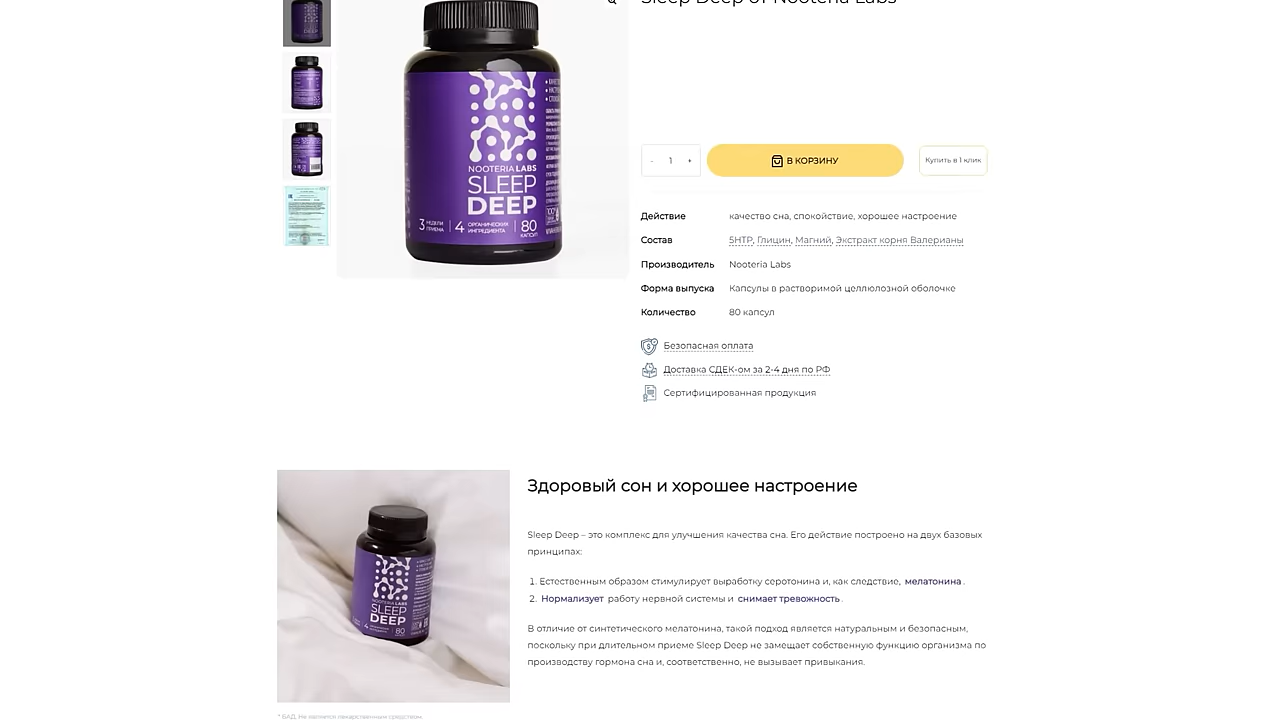 Sleep Deep от Nooteria Labs
NOOTERIA LABS
SLEEP
DEEP
3 НЕДЕЛИ ПРИЕМА
4 ОРГАНИЧЕСКИХ ИНГРЕДИЕНТА
80 КАПСУЛ
- 1 +
В КОРЗИНУ
Купить в 1 клик
Действие качество сна, спокойствие, хорошее настроение
Состав 5HTP, Глицин, Магний, Экстракт корня Валерианы
Производитель Nooteria Labs
Форма выпуска Капсулы в растворимой целлюлозной оболочке
Количество 80 капсул
Безопасная оплата
Доставка СДЕК-ом за 2-4 дня по РФ
Сертифицированная продукция
NOOTERIA LABS
SLEEP
DEEP
4
80
Здоровый сон и хорошее настроение
Sleep Deep – это комплекс для улучшения качества сна. Его действие построено на двух базовых
принципах:
1. Естественным образом стимулирует выработку серотонина и, как следствие, мелатонина.
2. Нормализует работу нервной системы и снимает тревожность.
В отличие от синтетического мелатонина, такой подход является натуральным и безопасным,
поскольку при длительном приеме Sleep Deep не замещает собственную функцию организма по
производству гормона сна и, соответственно, не вызывает привыкания.
* БАД. Не является лекарственным средством.